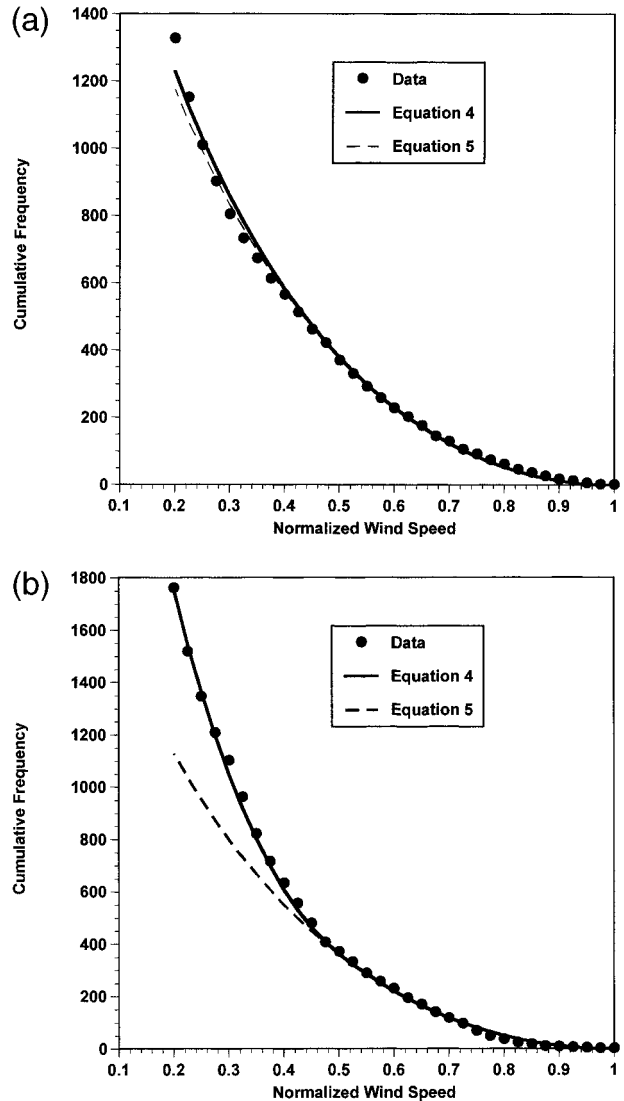 (a)
1400
1200
1000
800
600
400
200
0
Cumulative Frequency
Data
Equation 4
Equation 5
0.1 0.2 0.3 0.4 0.5 0.6 0.7 0.8 0.9 1
Normalized Wind Speed
(b)
1800
1600
1400
1200
1000
800
600
400
200
0
Cumulative Frequency
Data
Equation 4
Equation 5
0.1 0.2 0.3 0.4 0.5 0.6 0.7 0.8 0.9 1
Normalized Wind Speed